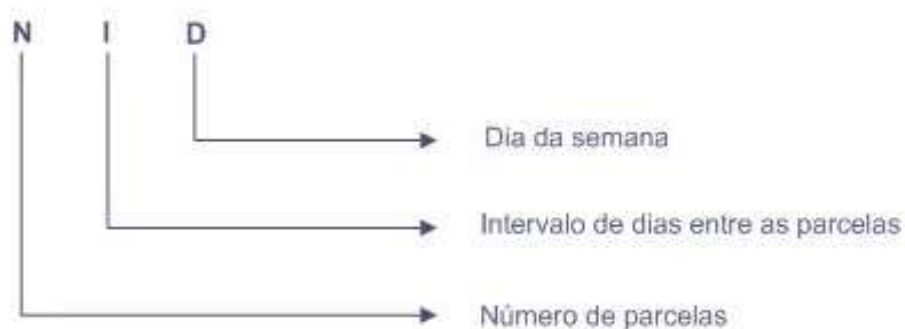 N I D
Dia da semana
Intervalo de dias entre as parcelas
Número de parcelas